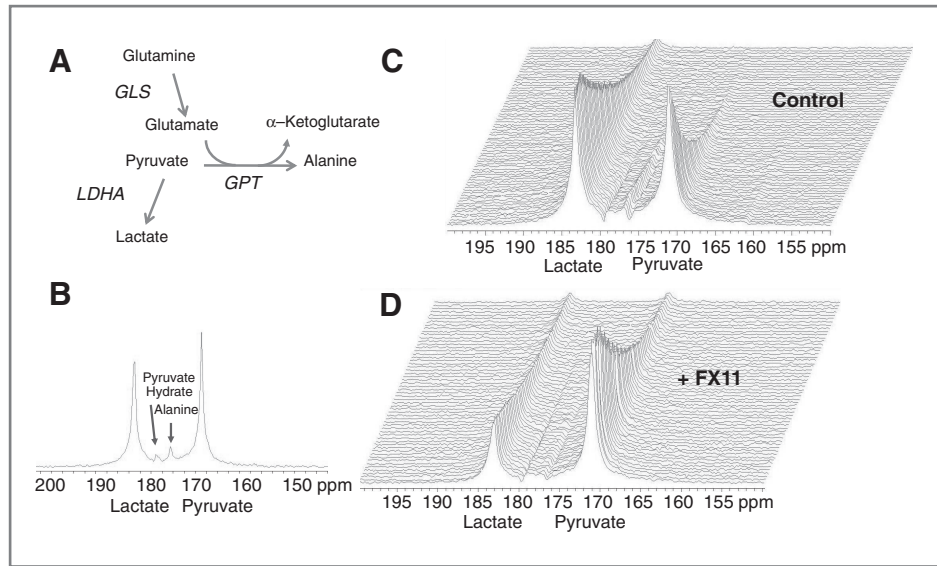 A
Glutamine
GLS
Glutamate
α–Ketoglutarate
Pyruvate
Alanine
GPT
LDHA
Lactate
B
Pyruvate
Hydrate
Alanine
200 190 180 170 160 150 ppm
Lactate Pyruvate
C
Control
195 190 185 180 175 170 165 160 155 ppm
Lactate Pyruvate
D
+ FX11
195 190 185 180 175 170 165 160 155 ppm
Lactate Pyruvate